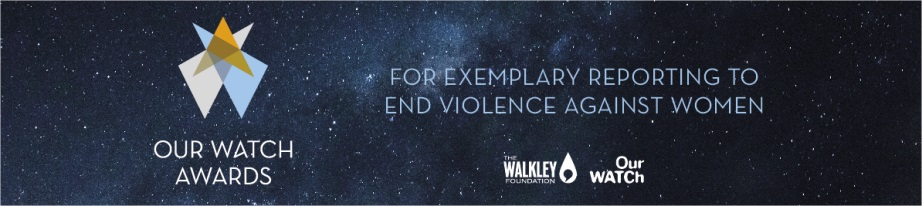 OUR WATCH
AWARDS
FOR EXEMPLARY REPORTING TO
END VIOLENCE AGAINST WOMEN
THE
WALKLEY
FOUNDATION
Our
WATCh